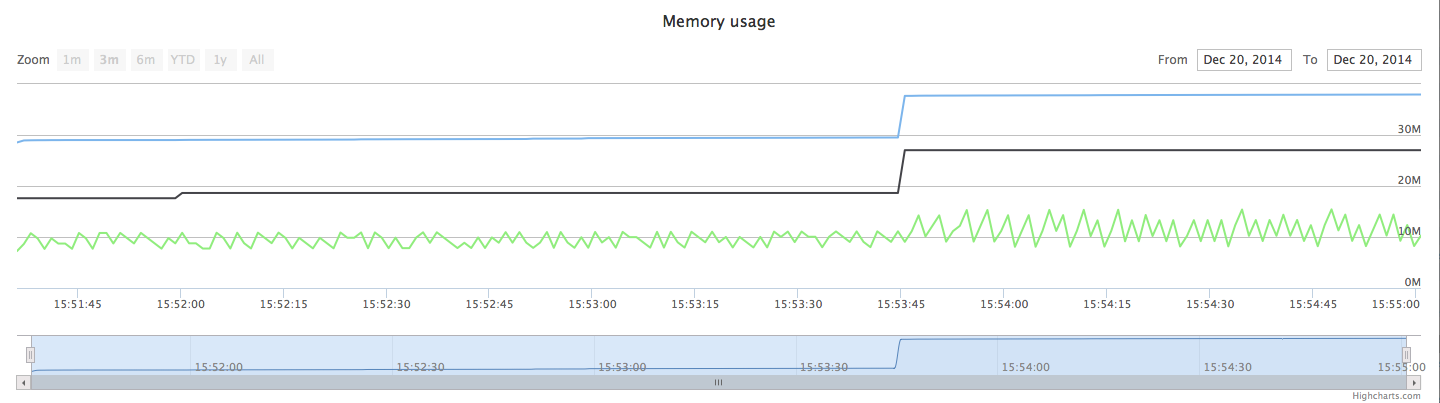 Memory usage
Zoom 1m 3m 6m YTD 1y All From Dec 20, 2014 To Dec 20, 2014
30M
20M
10M
0M
15:51:45 15:52:00 15:52:15 15:52:30 15:52:45 15:53:00 15:53:15 15:53:30 15:53:45 15:54:00 15:54:15 15:54:30 15:54:45 15:55:00
15:52:00 15:52:30 15:53:00 15:53:30 15:54:00 15:54:30 15:55:00
Highcharts.com